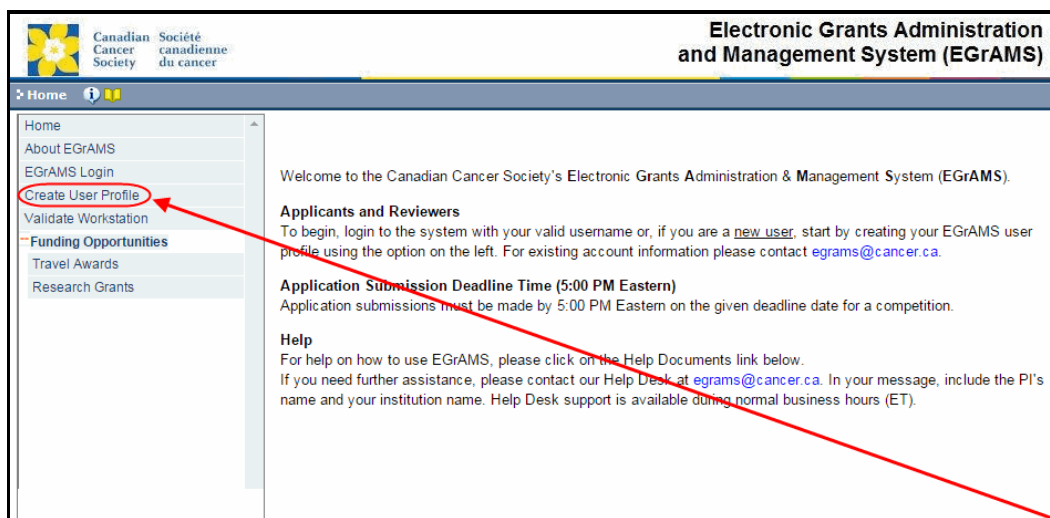 Canadian Société
Cancer canadienne
Society du cancer
Electronic Grants Administration
and Management System (EGrAMS)
Home
Home
About EGrAMS
EGrAMS Login
Create User Profile
Validate Workstation
Funding Opportunities
Travel Awards
Research Grants
Welcome to the Canadian Cancer Society's Electronic Grants Administration & Management System (EGrAMS).
Applicants and Reviewers
To begin, login to the system with your valid username or, if you are a new user, start by creating your EGrAMS user
profile using the option on the left. For existing account information please contact egrams@cancer.ca.
Application Submission Deadline Time (5:00 PM Eastern)
Application submissions must be made by 5:00 PM Eastern on the given deadline date for a competition.
Help
For help on how to use EGrAMS, please click on the Help Documents link below.
If you need further assistance, please contact our Help Desk at egrams@cancer.ca. In your message, include the PI's
name and your institution name. Help Desk support is available during normal business hours (ET).